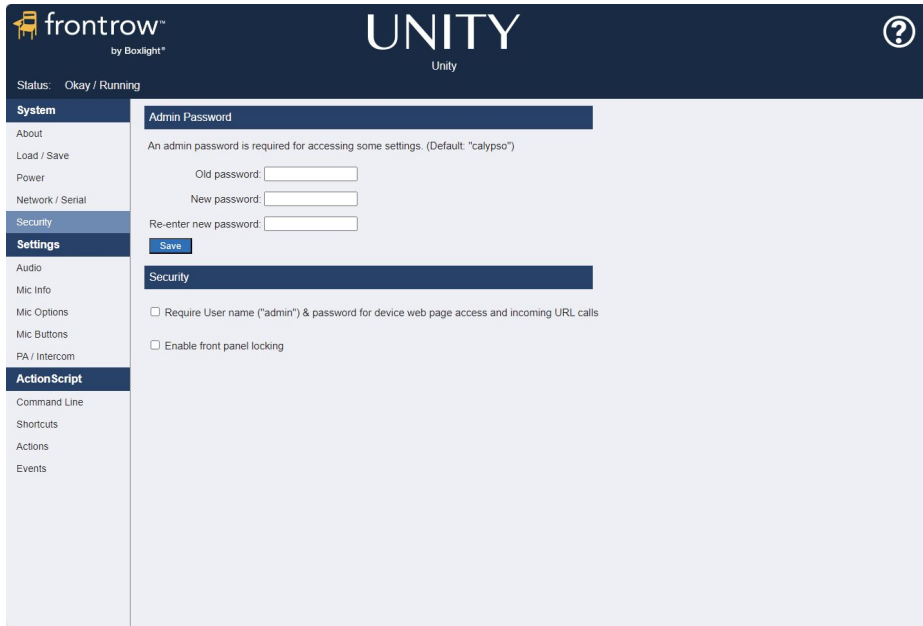 frontrow™
by Boxlight®
UNITY
Unity
?
Status: Okay / Running
System
About
Load / Save
Power
Network / Serial
Security
Settings
Audio
Mic Info
Mic Options
Mic Buttons
PA / Intercom
ActionScript
Command Line
Shortcuts
Actions
Events
Admin Password
An admin password is required for accessing some settings. (Default: "calypso")
Old password:
New password:
Re-enter new password:
Save
Security
Require User name ("admin") & password for device web page access and incoming URL calls
Enable front panel locking